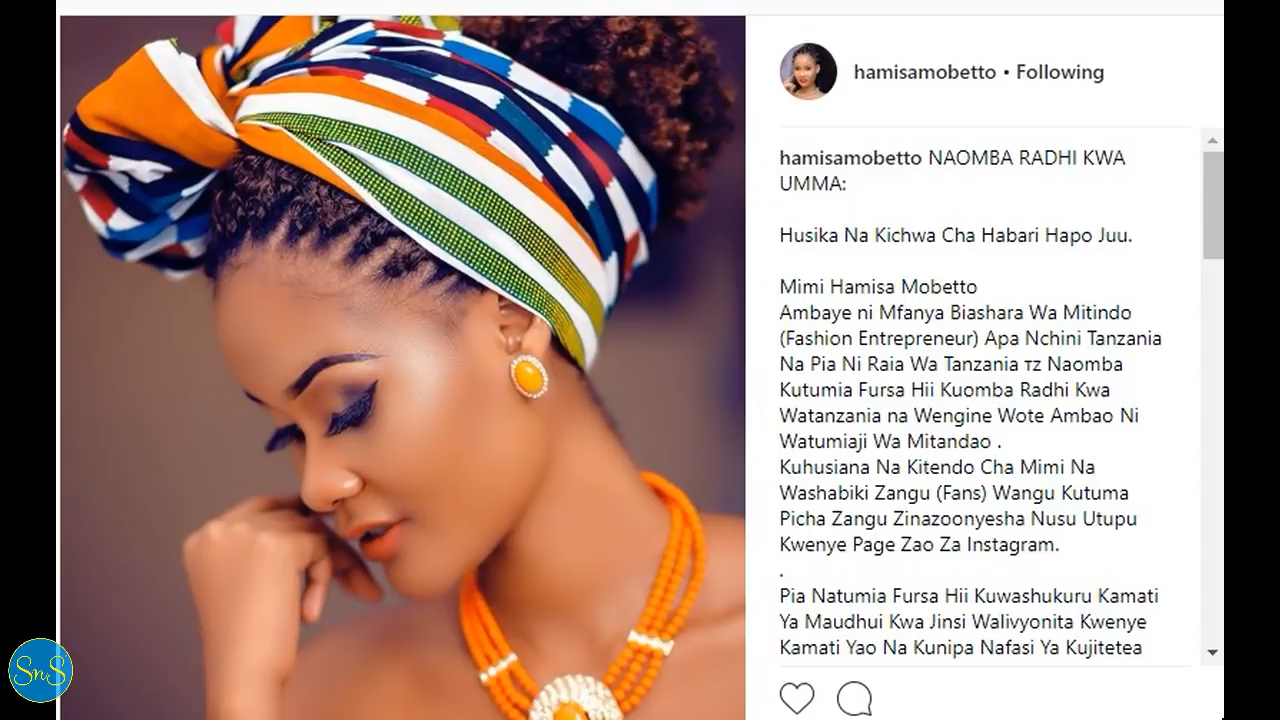 hamisamobetto • Following
hamisamobetto NAOMBA RADHI KWA
UMMA:
Husika Na Kichwa Cha Habari Hapo Juu.
Mimi Hamisa Mobetto
Ambaye ni Mfanya Biashara Wa Mitindo
(Fashion Entrepreneur) Apa Nchini Tanzania
Na Pia Ni Raia Wa Tanzania ᴛᴢ Naomba
Kutumia Fursa Hii Kuomba Radhi Kwa
Watanzania na Wengine Wote Ambao Ni
Watumiaji Wa Mitandao .
Kuhusiana Na Kitendo Cha Mimi Na
Washabiki Zangu (Fans) Wangu Kutuma
Picha Zangu Zinazoonyesha Nusu Utupu
Kwenye Page Zao Za Instagram.
.
Pia Natumia Fursa Hii Kuwashukuru Kamati
Ya Maudhui Kwa Jinsi Walivyonita Kwenye
Kamati Yao Na Kunipa Nafasi Ya Kujitetea
SnS